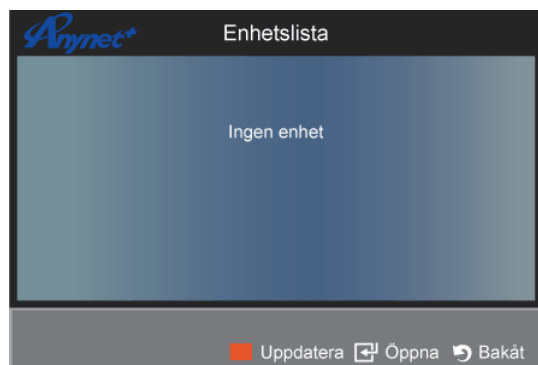 Anynet+ Enhetslista
Ingen enhet
Uppdatera Öppna Bakåt